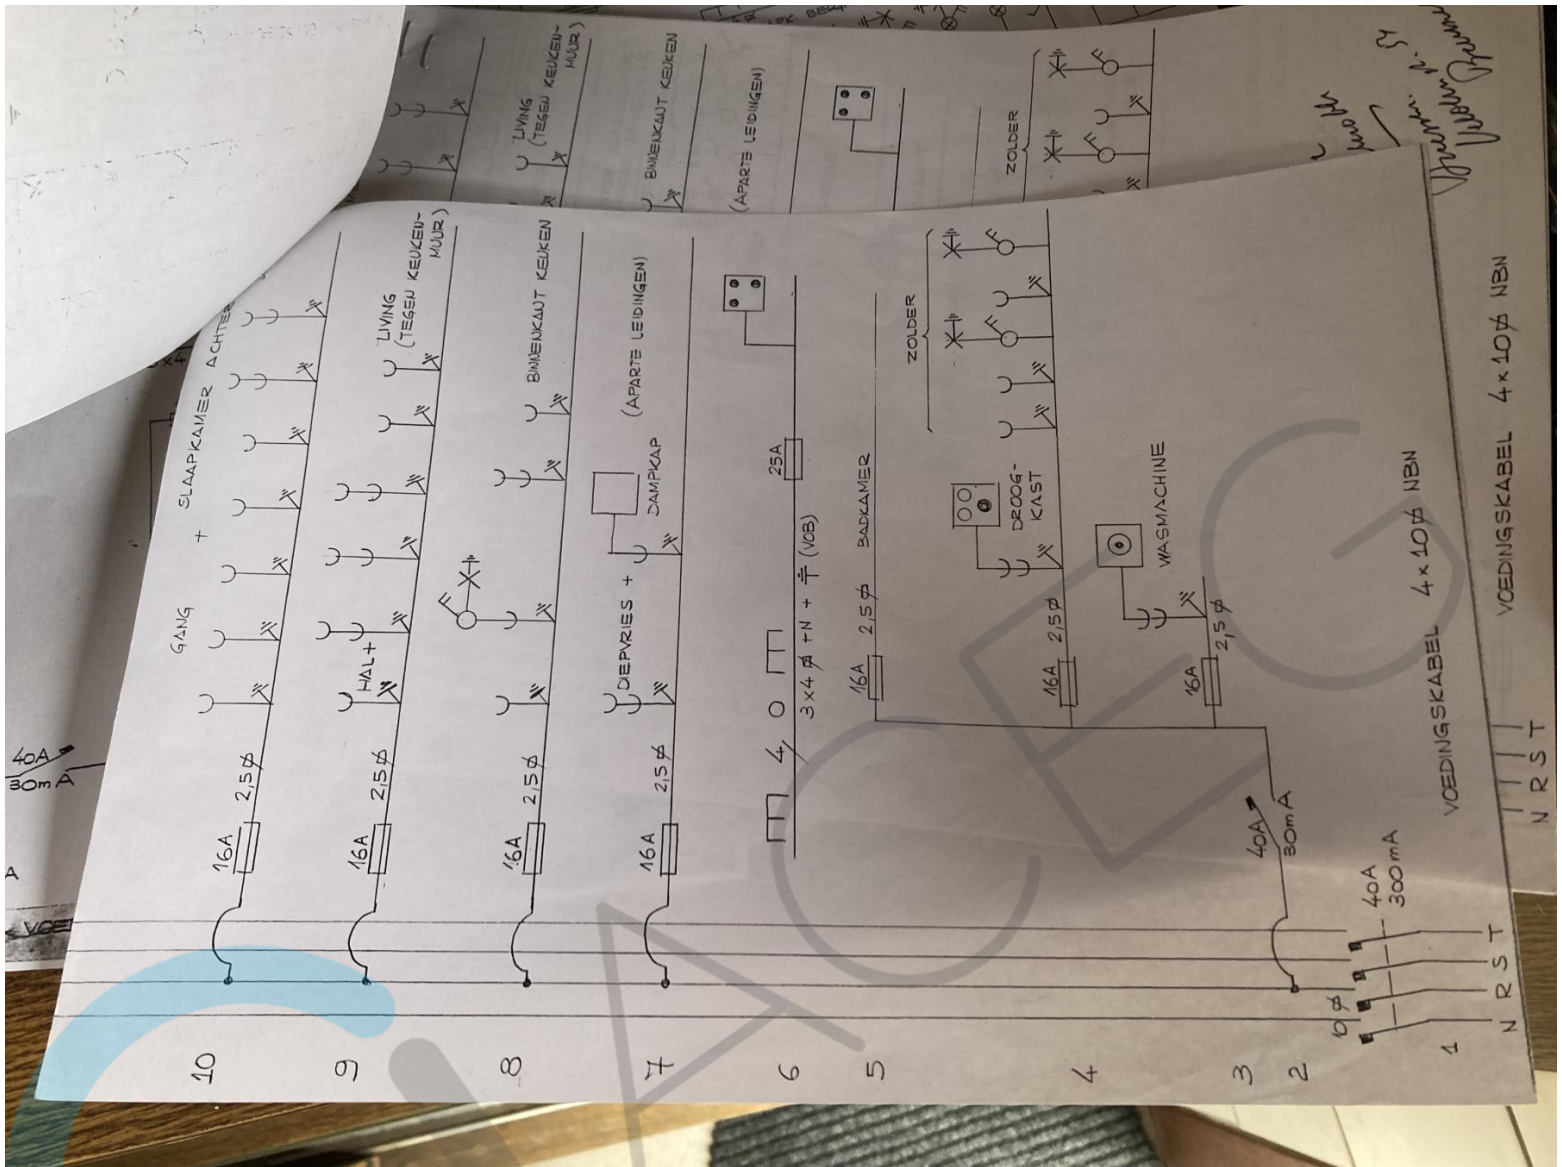 10
16A
2,5∅
GANG + SLAAPKAMER ACHTER
9
16A
2,5∅
HAL +
LIVING
(TEGEN KEUKEN-
MUUR)
8
16A
2,5∅
BINNENKANT KEUKEN
7
16A
2,5∅
DIEPVRIES +
DAMPKAP
(APARTE LEIDINGEN)
6
4
3 x 4 ∅ + N + (VOB)
25A
5
16A
2,5∅
BADKAMER
4
16A
2,5∅
DROOG-
KAST
ZOLDER
3
16A
2,5∅
WASMACHINE
2
40A
30mA
1
10∅
40A
300mA
N R S T
VOEDINGSKABEL 4x10∅ NBN
LIVING
(TEGEN KEUKEN-
MUUR)
BINNENKANT KEUKEN
(APARTE LEIDINGEN)
ZOLDER
VOEDINGSKABEL 4x10∅ NBN
N R S T
40A
30mA
A
ACEG